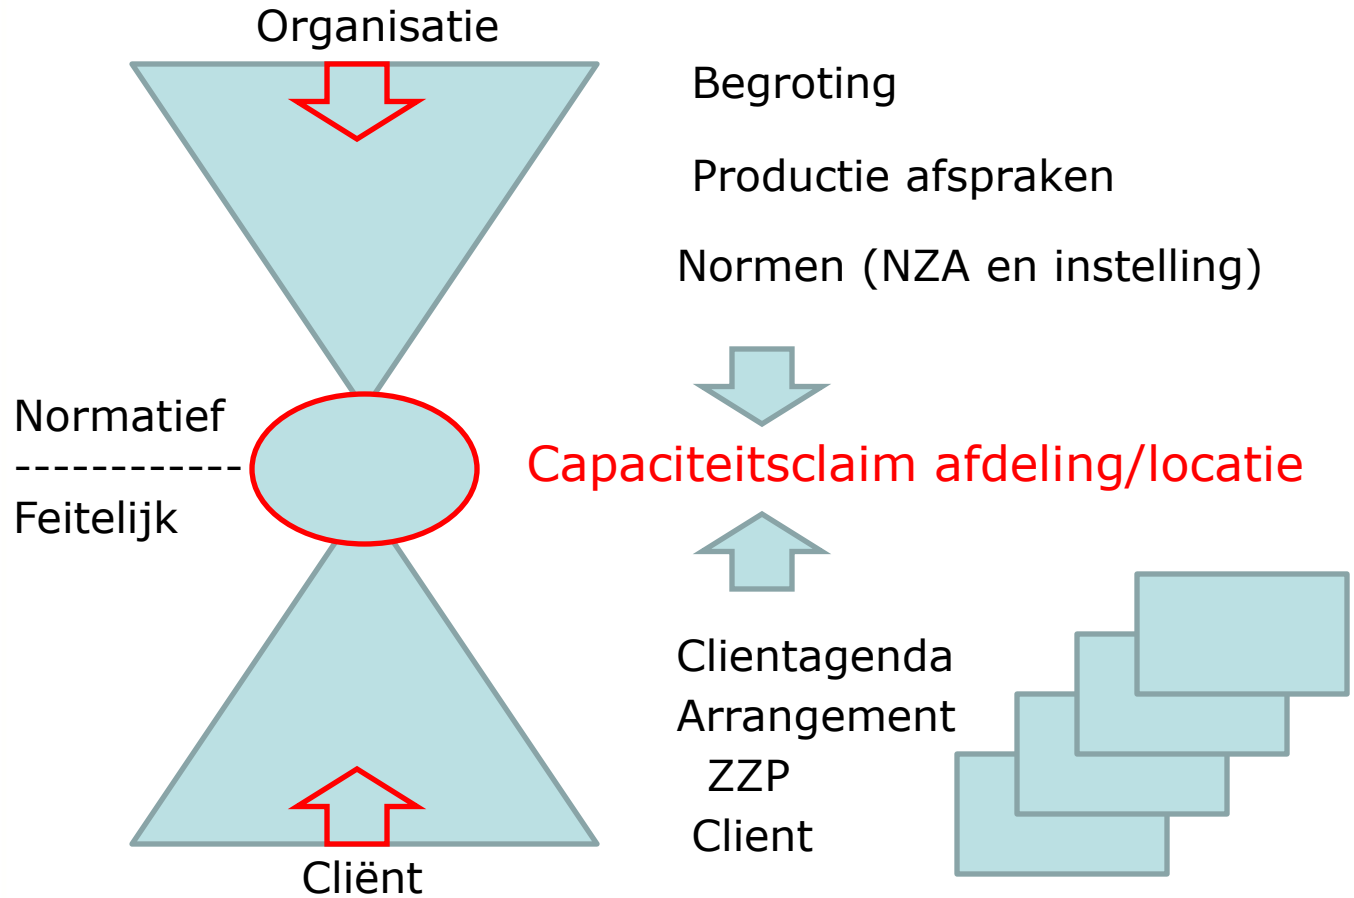 Organisatie
Begroting
Productie afspraken
Normen (NZA en instelling)
Normatief
------------
Feitelijk
Capaciteitsclaim afdeling/locatie
Clientagenda
Arrangement
ZZP
Client
Cliënt